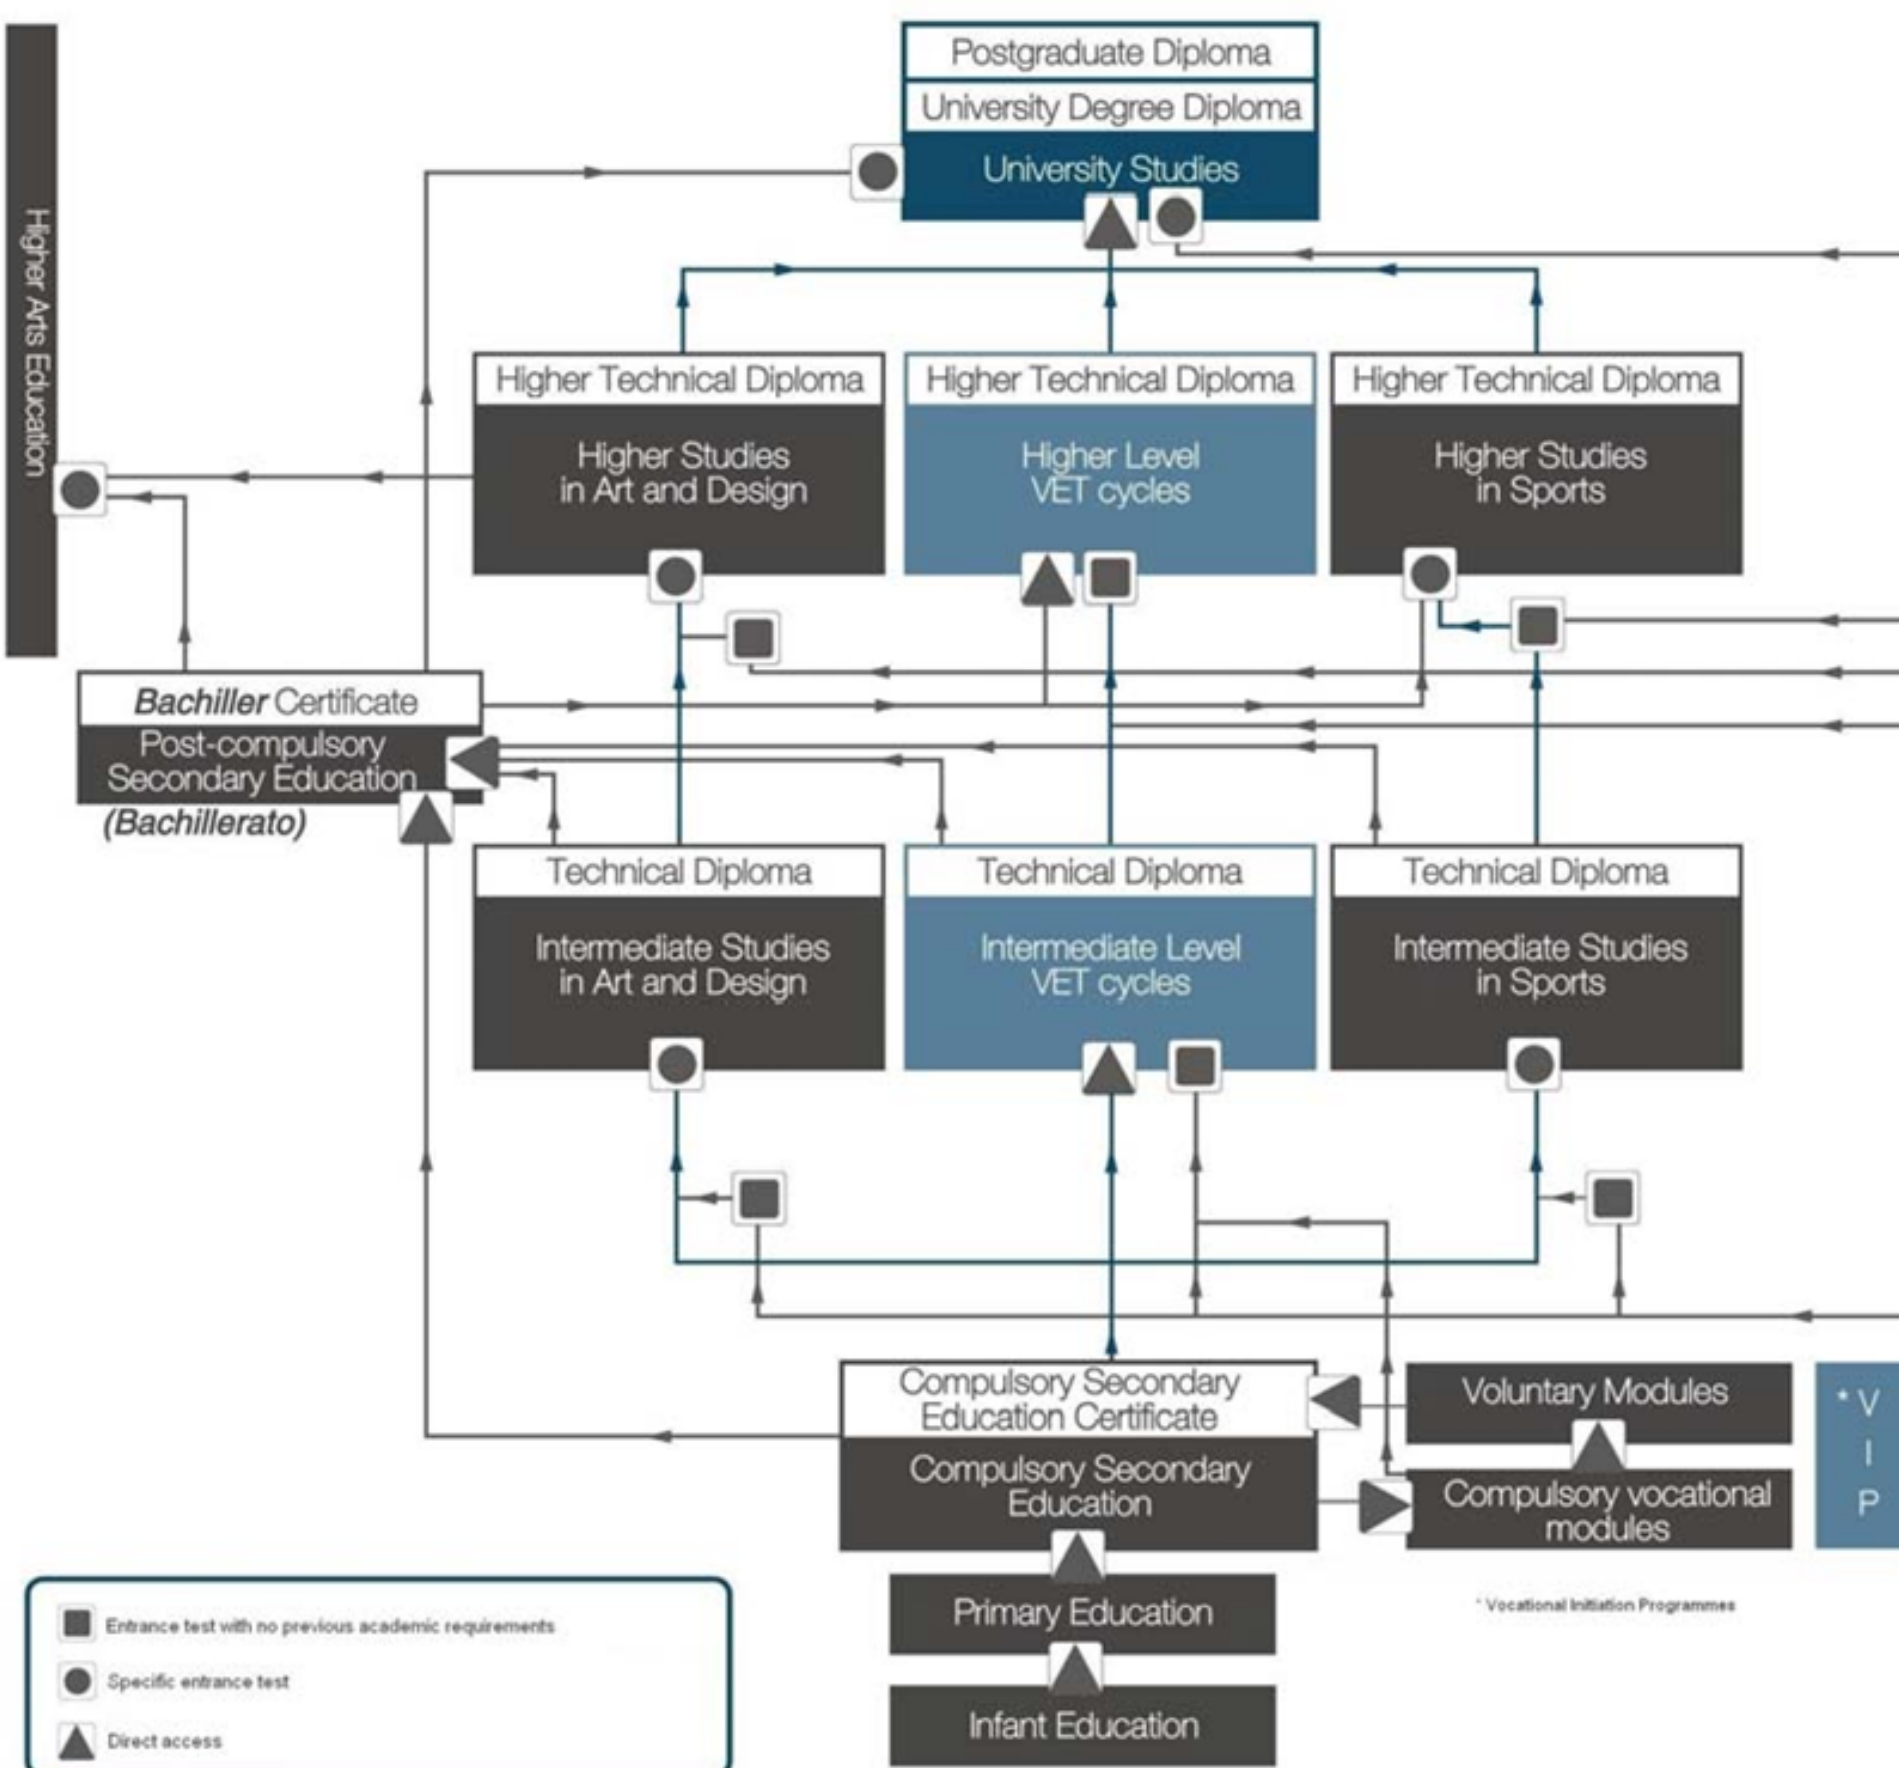 Postgraduate Diploma
University Degree Diploma
University Studies
Higher Arts Education
Higher Technical Diploma
Higher Studies
in Art and Design
Higher Technical Diploma
Higher Level
VET cycles
Higher Technical Diploma
Higher Studies
in Sports
Bachiller Certificate
Post-compulsory
Secondary Education
(Bachillerato)
Technical Diploma
Intermediate Studies
in Art and Design
Technical Diploma
Intermediate Level
VET cycles
Technical Diploma
Intermediate Studies
in Sports
Compulsory Secondary
Education Certificate
Compulsory Secondary
Education
Voluntary Modules
Compulsory vocational
modules
* V
I
P
Primary Education
Infant Education
* Vocational Initiation Programmes
Entrance test with no previous academic requirements
Specific entrance test
Direct access